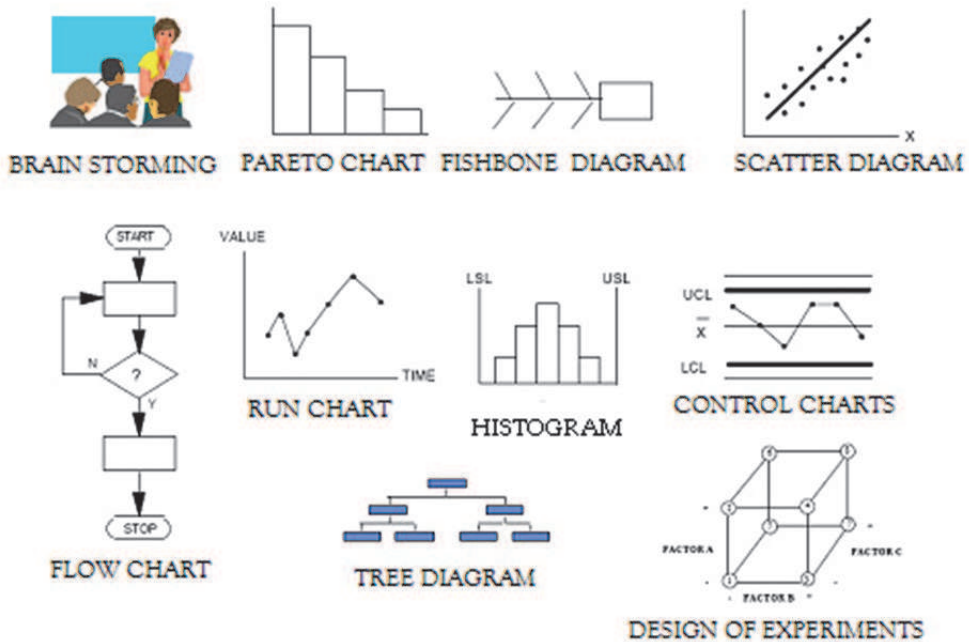 BRAIN STORMING
PARETO CHART
FISHBONE DIAGRAM
X
SCATTER DIAGRAM
START
N
?
Y
STOP
FLOW CHART
VALUE
TIME
RUN CHART
LSL USL
HISTOGRAM
UCL
X
LCL
CONTROL CHARTS
TREE DIAGRAM
FACTOR A
FACTOR B
FACTOR C
DESIGN OF EXPERIMENTS